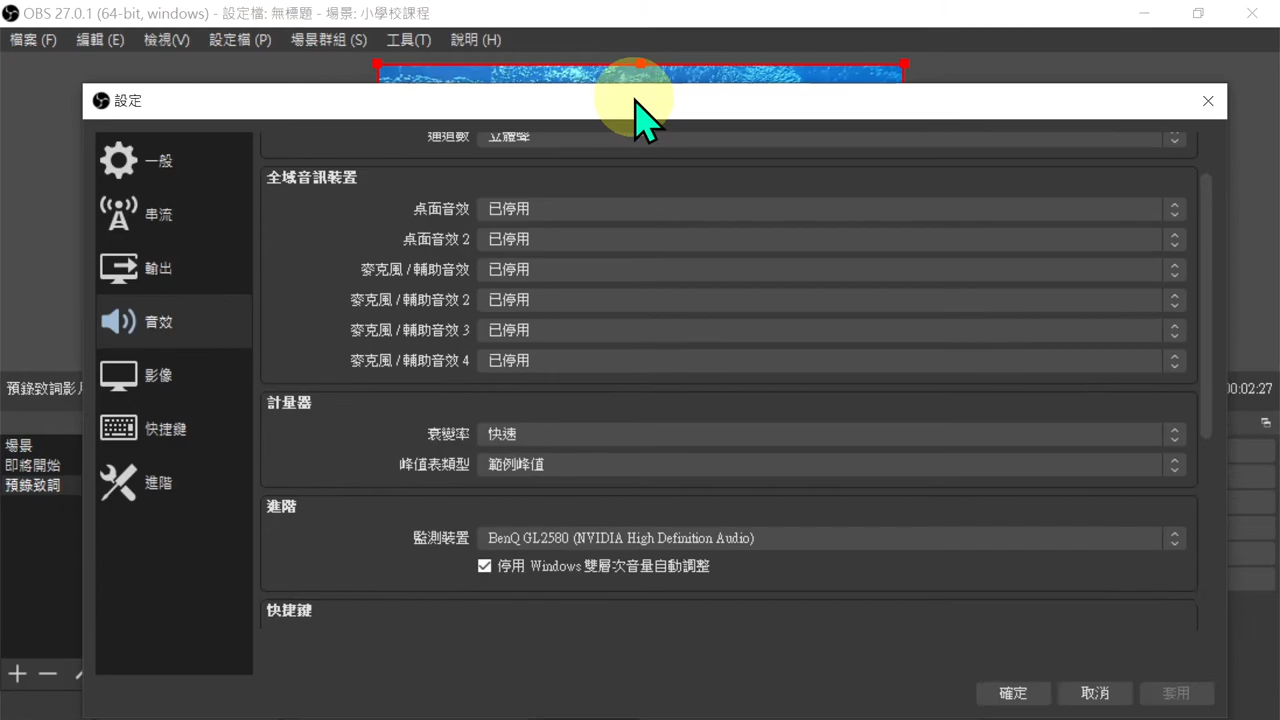 OBS 27.0.1 (64-bit, windows) - 設定檔: 無標題 - 場景: 小學校課程
檔案 (F) 編輯 (E) 檢視(V) 設定檔 (P) 場景群組 (S) 工具(T) 說明 (H)
設定
一般
串流
輸出
音效
影像
快捷鍵
進階
通道數 立體聲
全域音訊裝置
桌面音效 已停用
桌面音效 2 已停用
麥克風 / 輔助音效 已停用
麥克風 / 輔助音效 2 已停用
麥克風 / 輔助音效 3 已停用
麥克風 / 輔助音效 4 已停用
計量器
衰變率 快速
峰值表類型 範例峰值
進階
監測裝置 BenQ GL2580 (NVIDIA High Definition Audio)
停用 Windows 雙層次音量自動調整
快捷鍵
確定 取消 套用
預錄致詞影
00:02:27
場景
即將開始
預錄致詞